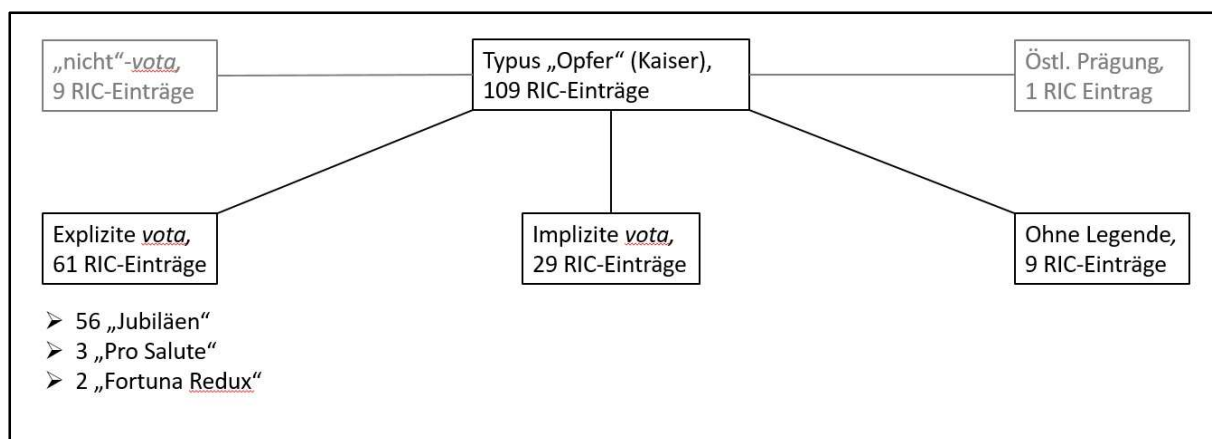 „nicht“-vota,
9 RIC-Einträge
Typus „Opfer“ (Kaiser),
109 RIC-Einträge
Östl. Prägung,
1 RIC Eintrag
Explizite vota,
61 RIC-Einträge
Implizite vota,
29 RIC-Einträge
Ohne Legende,
9 RIC-Einträge
➢ 56 „Jubiläen“
➢ 3 „Pro Salute“
➢ 2 „Fortuna Redux“